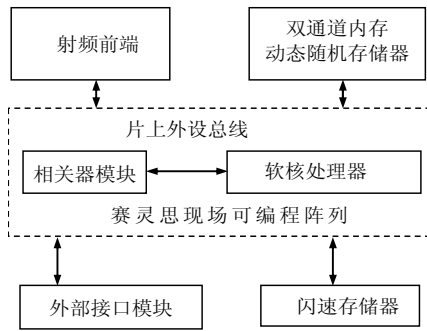 射频前端
双通道内存
动态随机存储器
片上外设总线
相关器模块
软核处理器
赛灵思现场可编程阵列
外部接口模块
闪速存储器